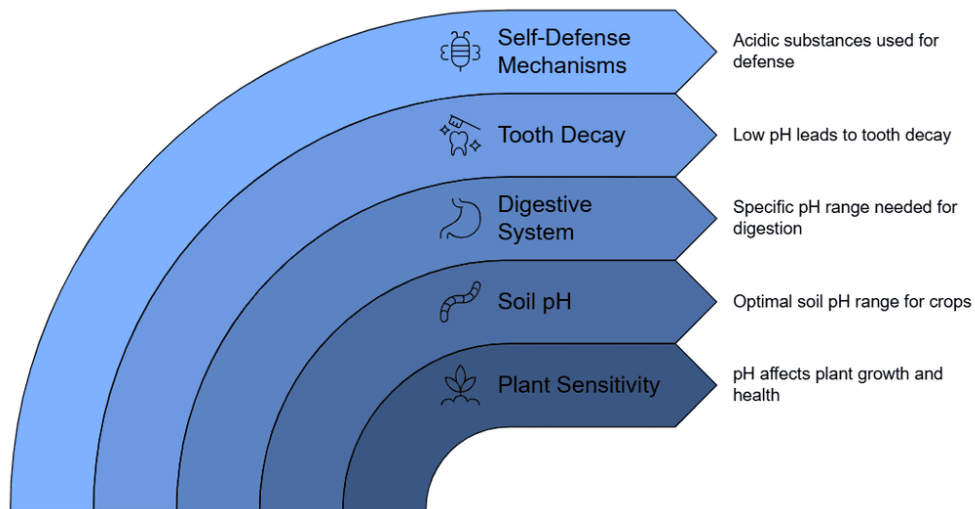 Self-Defense
Mechanisms
Acidic substances used for
defense
Tooth Decay
Low pH leads to tooth decay
Digestive
System
Specific pH range needed for
digestion
Soil pH
Optimal soil pH range for crops
Plant Sensitivity
pH affects plant growth and
health